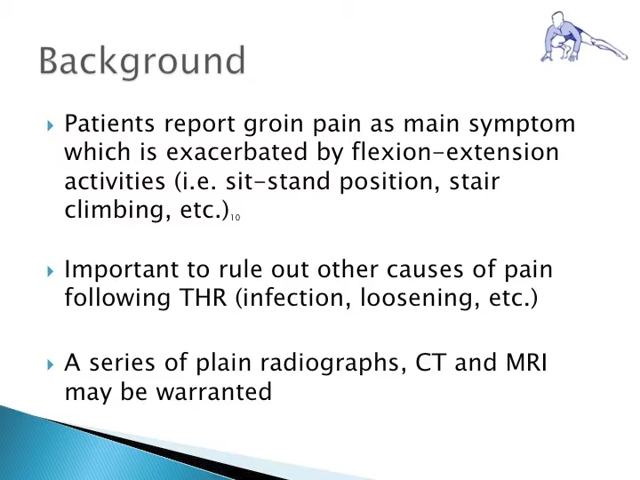 Background
Patients report groin pain as main symptom
which is exacerbated by flexion-extension
activities (i.e. sit-stand position, stair
climbing, etc.)10
Important to rule out other causes of pain
following THR (infection, loosening, etc.)
A series of plain radiographs, CT and MRI
may be warranted